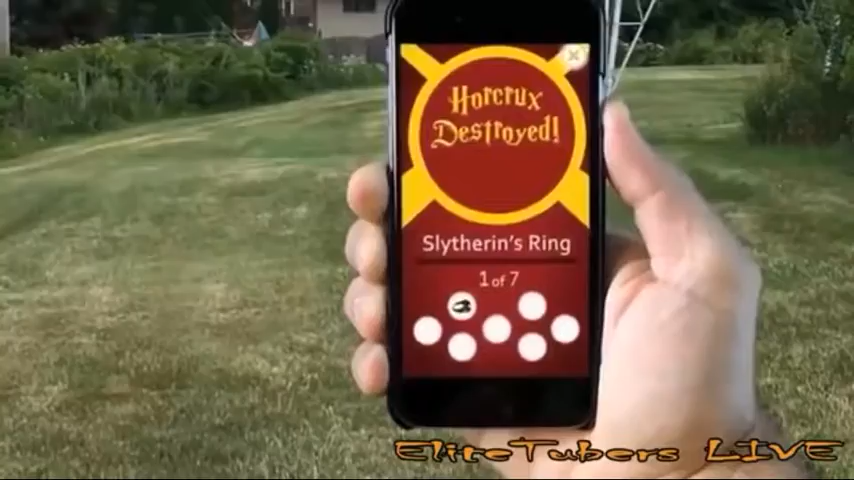 Horcrux
Destroyed!
Slytherin's Ring
1 of 7
EliteTubers LIVE